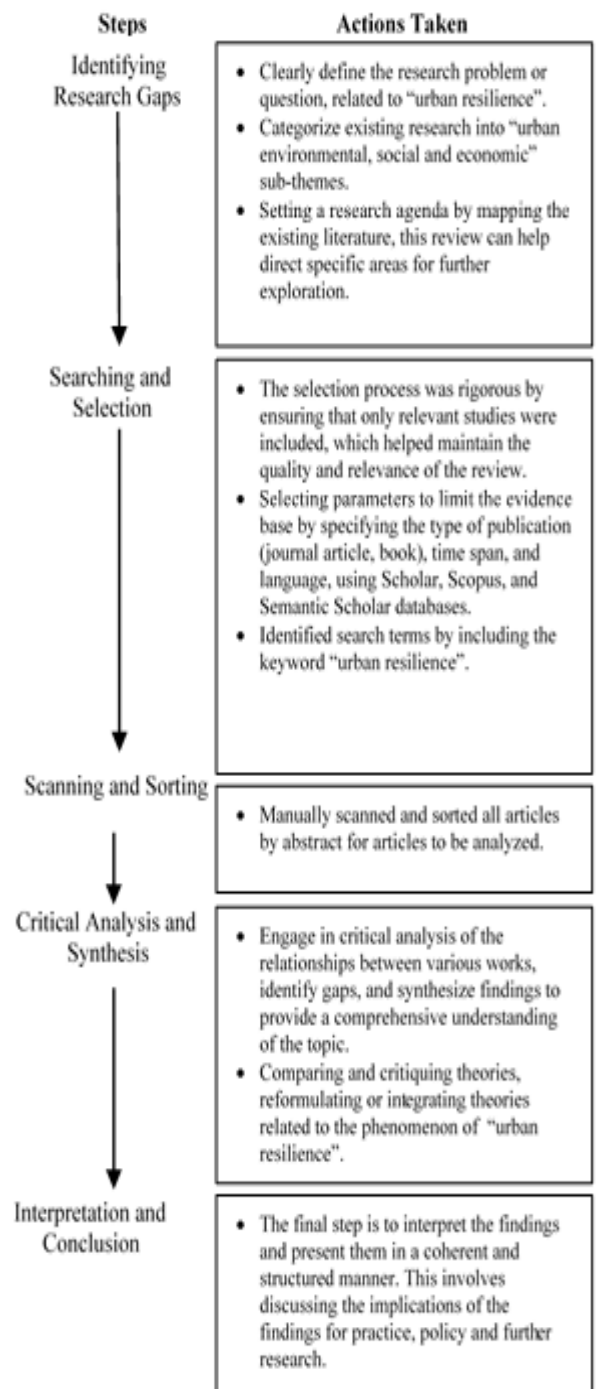 Steps
Actions Taken
Identifying
Research Gaps
• Clearly define the research problem or
question, related to “urban resilience”.
• Categorize existing research into “urban
environmental, social and economic”
sub-themes.
• Setting a research agenda by mapping the
existing literature, this review can help
direct specific areas for further
exploration.
Searching and
Selection
• The selection process was rigorous by
ensuring that only relevant studies were
included, which helped maintain the
quality and relevance of the review.
• Selecting parameters to limit the evidence
base by specifying the type of publication
(journal article, book), time span, and
language, using Scholar, Scopus, and
Semantic Scholar databases.
• Identified search terms by including the
keyword “urban resilience”.
Scanning and Sorting
• Manually scanned and sorted all articles
by abstract for articles to be analyzed.
Critical Analysis and
Synthesis
• Engage in critical analysis of the
relationships between various works,
identify gaps, and synthesize findings to
provide a comprehensive understanding
of the topic.
• Comparing and critiquing theories,
reformulating or integrating theories
related to the phenomenon of “urban
resilience”.
Interpretation and
Conclusion
• The final step is to interpret the findings
and present them in a coherent and
structured manner. This involves
discussing the implications of the
findings for practice, policy and further
research.